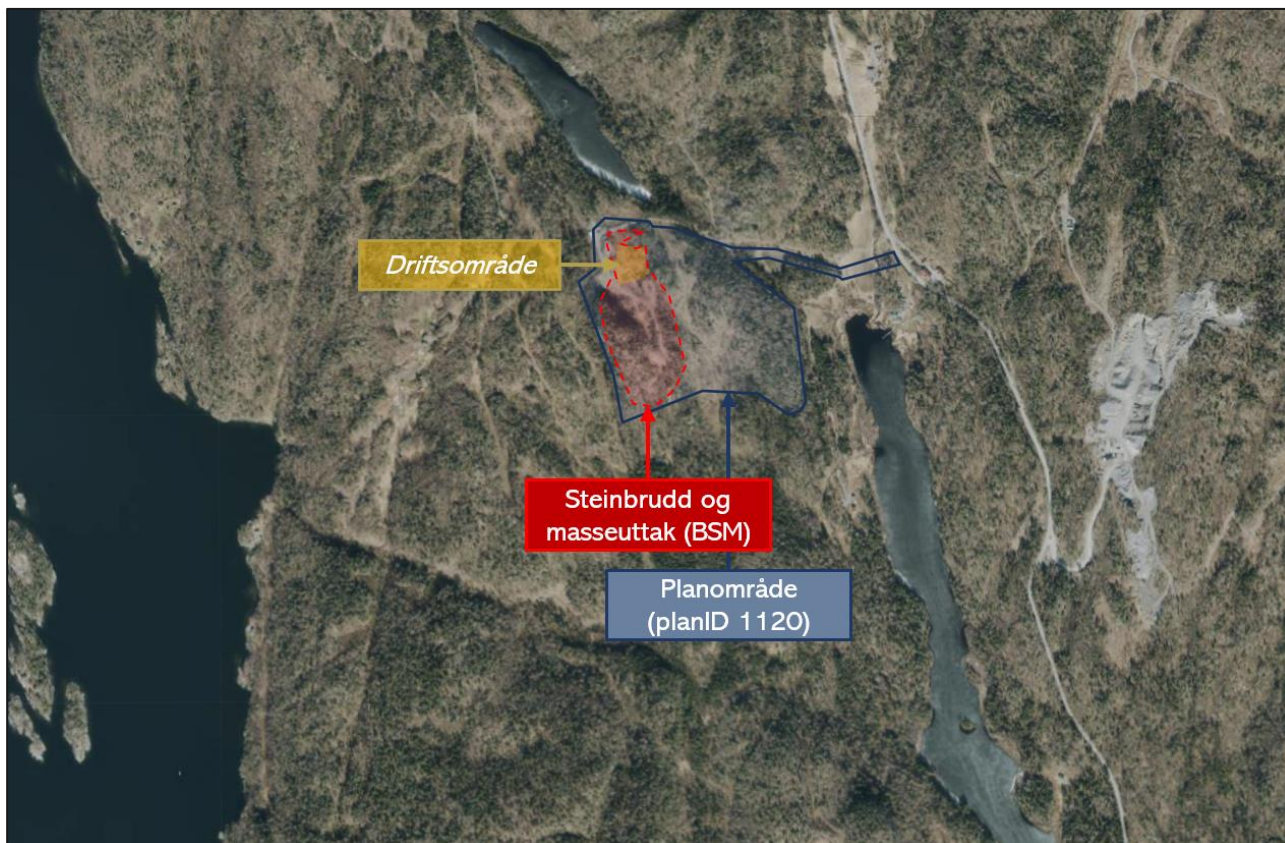 Driftsområde
Steinbrudd og
masseuttak (BSM)
Planområde
(planID 1120)